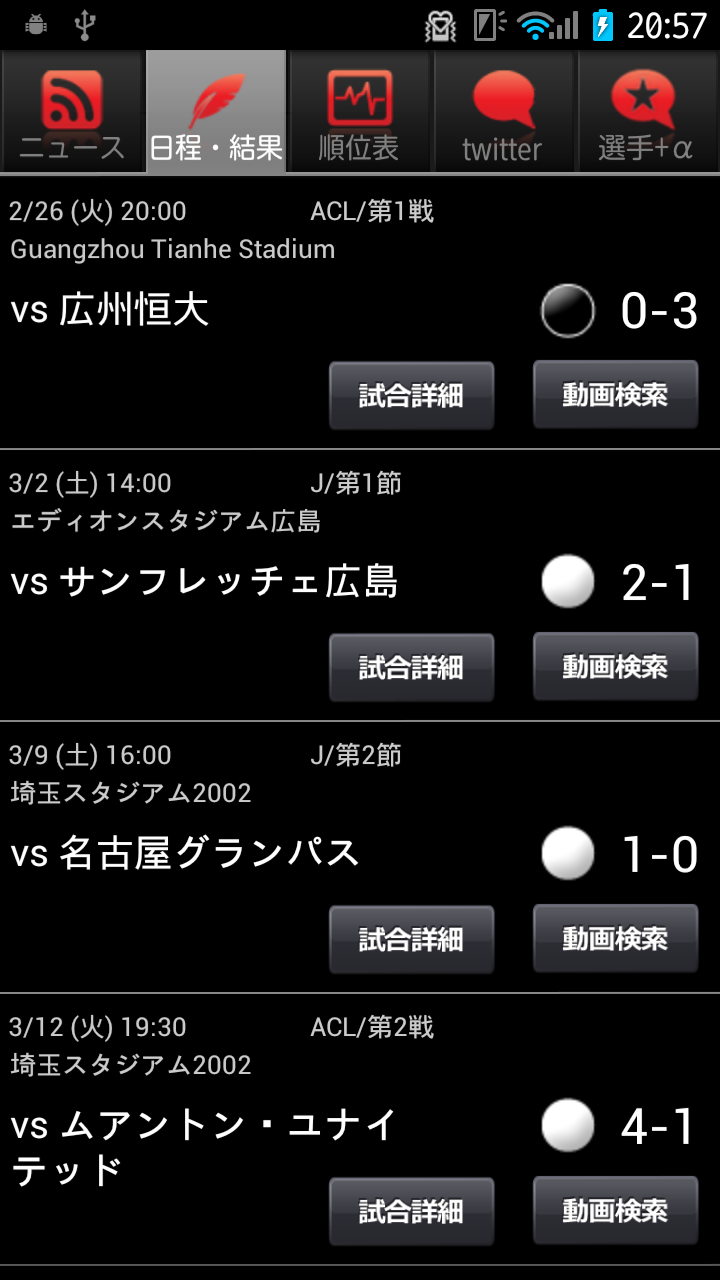 20:57
ニュース 日程・結果 順位表 twitter 選手+α
2/26 (火) 20:00 ACL/第1戦
Guangzhou Tianhe Stadium
vs 広州恒大 0-3
試合詳細 動画検索
3/2 (土) 14:00 J/第1節
エディオンスタジアム広島
vs サンフレッチェ広島 2-1
試合詳細 動画検索
3/9 (土) 16:00 J/第2節
埼玉スタジアム2002
vs 名古屋グランパス 1-0
試合詳細 動画検索
3/12 (火) 19:30 ACL/第2戦
埼玉スタジアム2002
vs ムアントン・ユナイ 4-1
テッド
試合詳細 動画検索